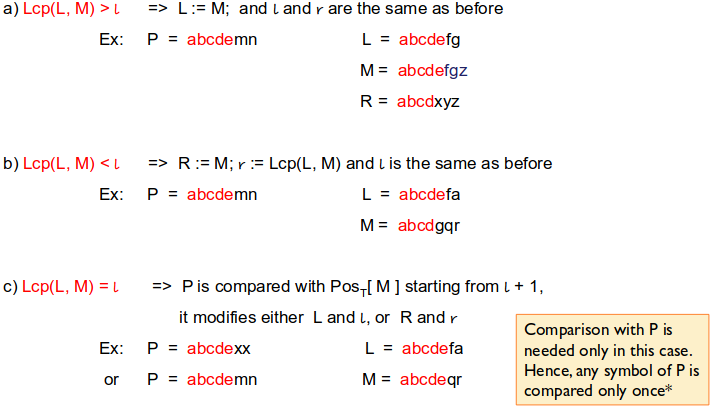 a) Lcp(L, M) > ℓ => L := M; and ℓ and r are the same as before
Ex: P = abcdemn L = abcdefg
M = abcdefgz
R = abcdxyz
b) Lcp(L, M) < ℓ => R := M; r := Lcp(L, M) and ℓ is the same as before
Ex: P = abcdemn L = abcdefa
M = abcdgqr
c) Lcp(L, M) = ℓ => P is compared with PosT[ M ] starting from ℓ + 1,
it modifies either L and ℓ, or R and r
Ex: P = abcdexx L = abcdefa
or P = abcdemn M = abcdeqr
Comparison with P is
needed only in this case.
Hence, any symbol of P is
compared only once*